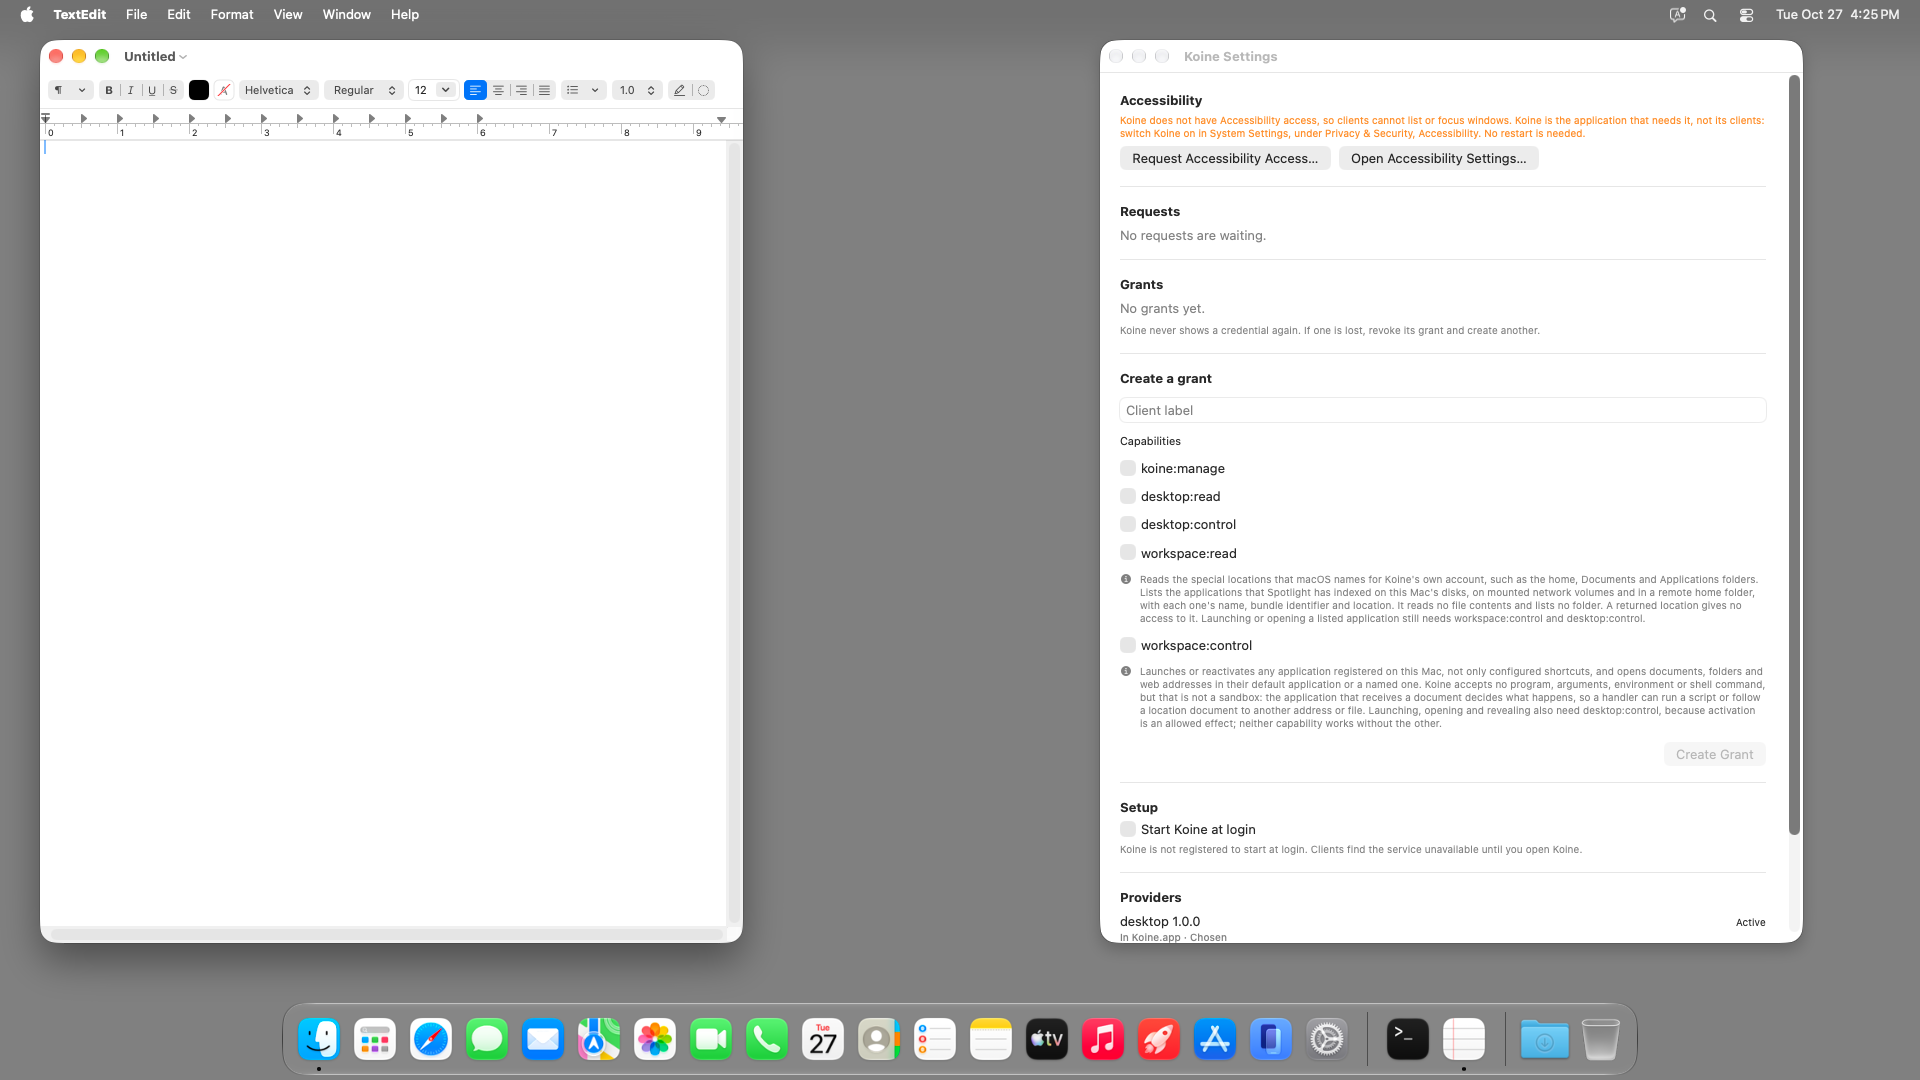 TextEdit File Edit Format View Window Help
Tue Oct 27 4:25 PM
Untitled
B I U S
Helvetica
Regular
12
1.0
0 1 2 3 4 5 6 7 8 9
Koine Settings
Accessibility
Koine does not have Accessibility access, so clients cannot list or focus windows. Koine is the application that needs it, not its clients:
switch Koine on in System Settings, under Privacy & Security, Accessibility. No restart is needed.
Request Accessibility Access...
Open Accessibility Settings...
Requests
No requests are waiting.
Grants
No grants yet.
Koine never shows a credential again. If one is lost, revoke its grant and create another.
Create a grant
Client label
Capabilities
koine:manage
desktop:read
desktop:control
workspace:read
Reads the special locations that macOS names for Koine's own account, such as the home, Documents and Applications folders.
Lists the applications that Spotlight has indexed on this Mac's disks, on mounted network volumes and in a remote home folder,
with each one's name, bundle identifier and location. It reads no file contents and lists no folder. A returned location gives no
access to it. Launching or opening a listed application still needs workspace:control and desktop:control.
workspace:control
Launches or reactivates any application registered on this Mac, not only configured shortcuts, and opens documents, folders and
web addresses in their default application or a named one. Koine accepts no program, arguments, environment or shell command,
but that is not a sandbox: the application that receives a document decides what happens, so a handler can run a script or follow
a location document to another address or file. Launching, opening and revealing also need desktop:control, because activation
is an allowed effect; neither capability works without the other.
Create Grant
Setup
Start Koine at login
Koine is not registered to start at login. Clients find the service unavailable until you open Koine.
Providers
desktop 1.0.0
Active
In Koine.app · Chosen
Tue
27
tv